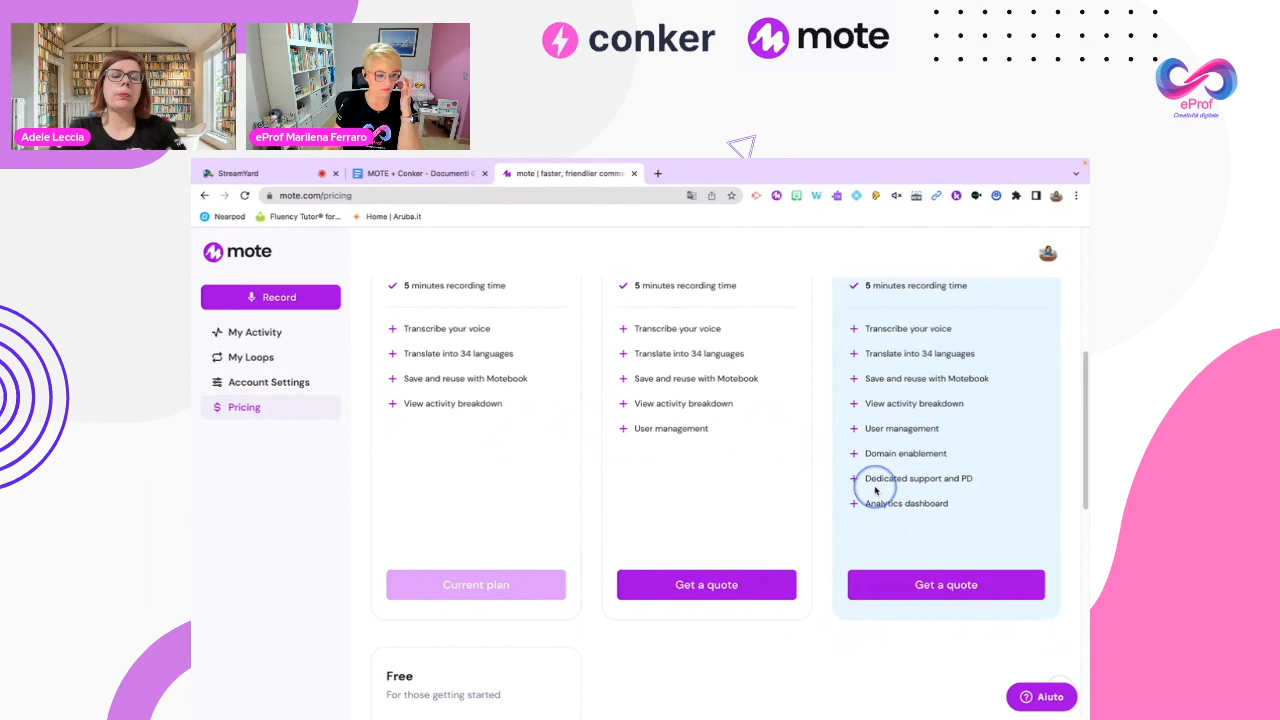 conker
mote
eProf
Creatività digitale
Adele Leccia
eProf Marilena Ferraro
StreamYard
MOTE + Conker - Documenti G
mote | faster, friendlier comme
mote.com/pricing
Nearpod
Fluency Tutor® for...
Home | Aruba.it
mote
Record
My Activity
My Loops
Account Settings
Pricing
5 minutes recording time
Transcribe your voice
Translate into 34 languages
Save and reuse with Motebook
View activity breakdown
Current plan
5 minutes recording time
Transcribe your voice
Translate into 34 languages
Save and reuse with Motebook
View activity breakdown
User management
Get a quote
5 minutes recording time
Transcribe your voice
Translate into 34 languages
Save and reuse with Motebook
View activity breakdown
User management
Domain enablement
Dedicated support and PD
Analytics dashboard
Get a quote
Free
For those getting started
Aiuto